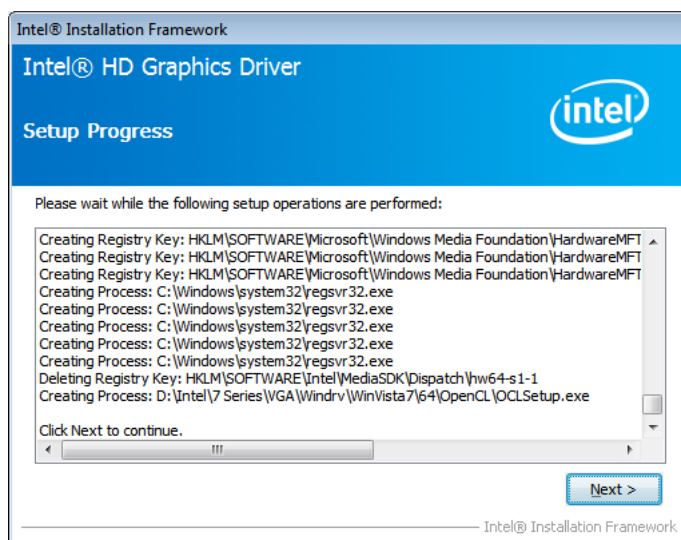 Intel® Installation Framework
Intel® HD Graphics Driver
intel
Setup Progress
Please wait while the following setup operations are performed:
Creating Registry Key: HKLM\SOFTWARE\Microsoft\Windows Media Foundation\HardwareMFT
Creating Registry Key: HKLM\SOFTWARE\Microsoft\Windows Media Foundation\HardwareMFT
Creating Registry Key: HKLM\SOFTWARE\Microsoft\Windows Media Foundation\HardwareMFT
Creating Process: C:\Windows\system32\regsvr32.exe
Creating Process: C:\Windows\system32\regsvr32.exe
Creating Process: C:\Windows\system32\regsvr32.exe
Creating Process: C:\Windows\system32\regsvr32.exe
Creating Process: C:\Windows\system32\regsvr32.exe
Deleting Registry Key: HKLM\SOFTWARE\Intel\MediaSDK\Dispatch\hw64-s1-1
Creating Process: D:\Intel\7 Series\VGA\Windrv\WinVista7\64\OpenCL\OCLSetup.exe
Click Next to continue.
Next >
Intel® Installation Framework